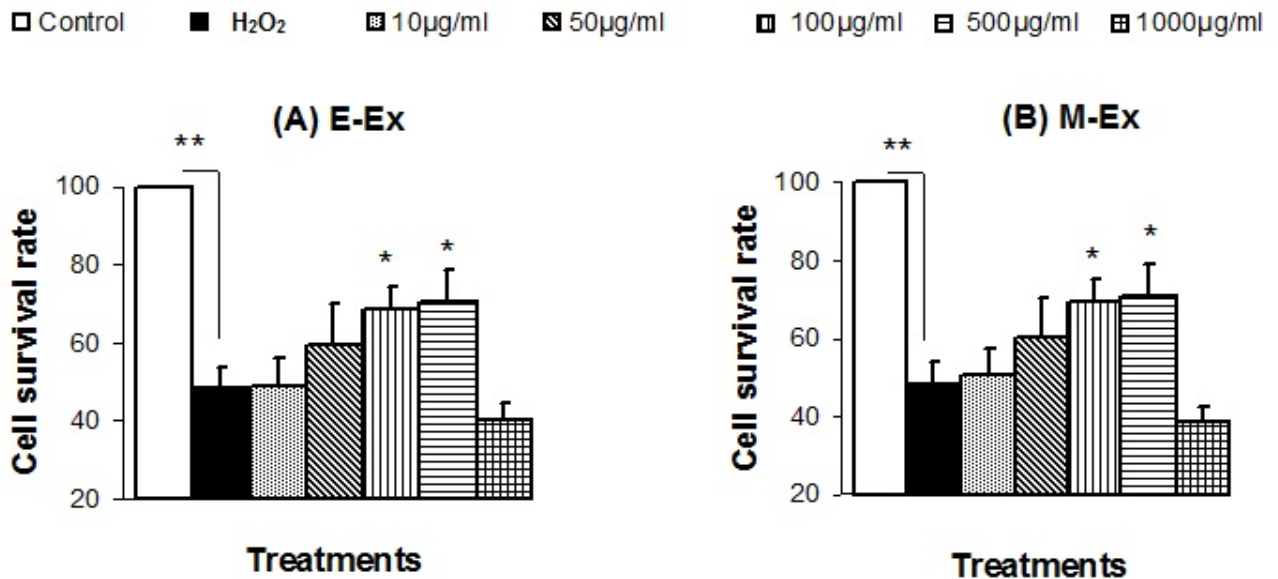 Control H₂O₂ 10µg/ml 50µg/ml 100µg/ml 500µg/ml 1000µg/ml
(A) E-Ex
**
100
80
60
40
20
* *
Cell survival rate
Treatments
(B) M-Ex
**
100
80
60
40
20
* *
Cell survival rate
Treatments